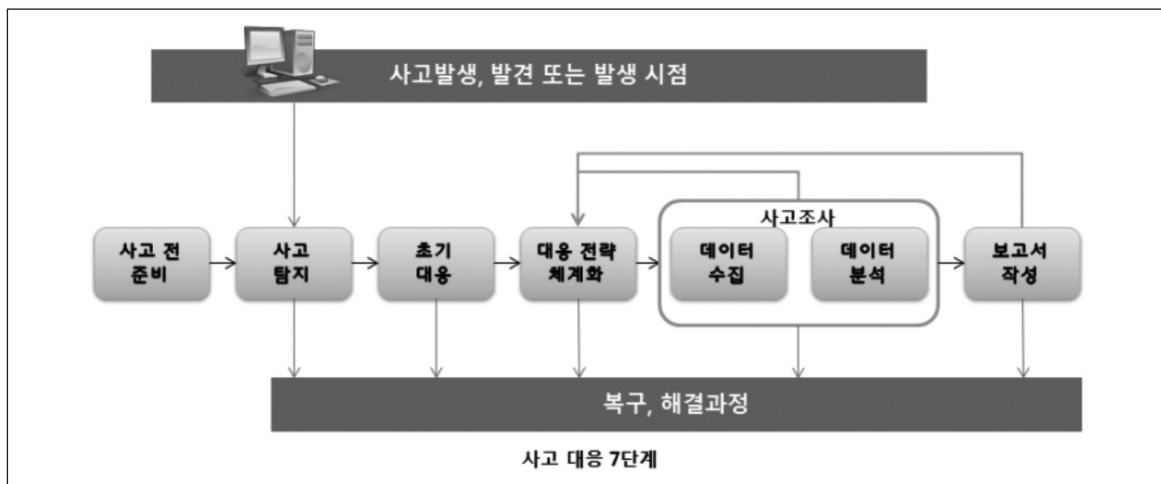 사고발생, 발견 또는 발생 시점
사고조사
사고 전
준비
사고
탐지
초기
대응
대응 전략
체계화
데이터
수집
데이터
분석
보고서
작성
복구, 해결과정
사고 대응 7단계